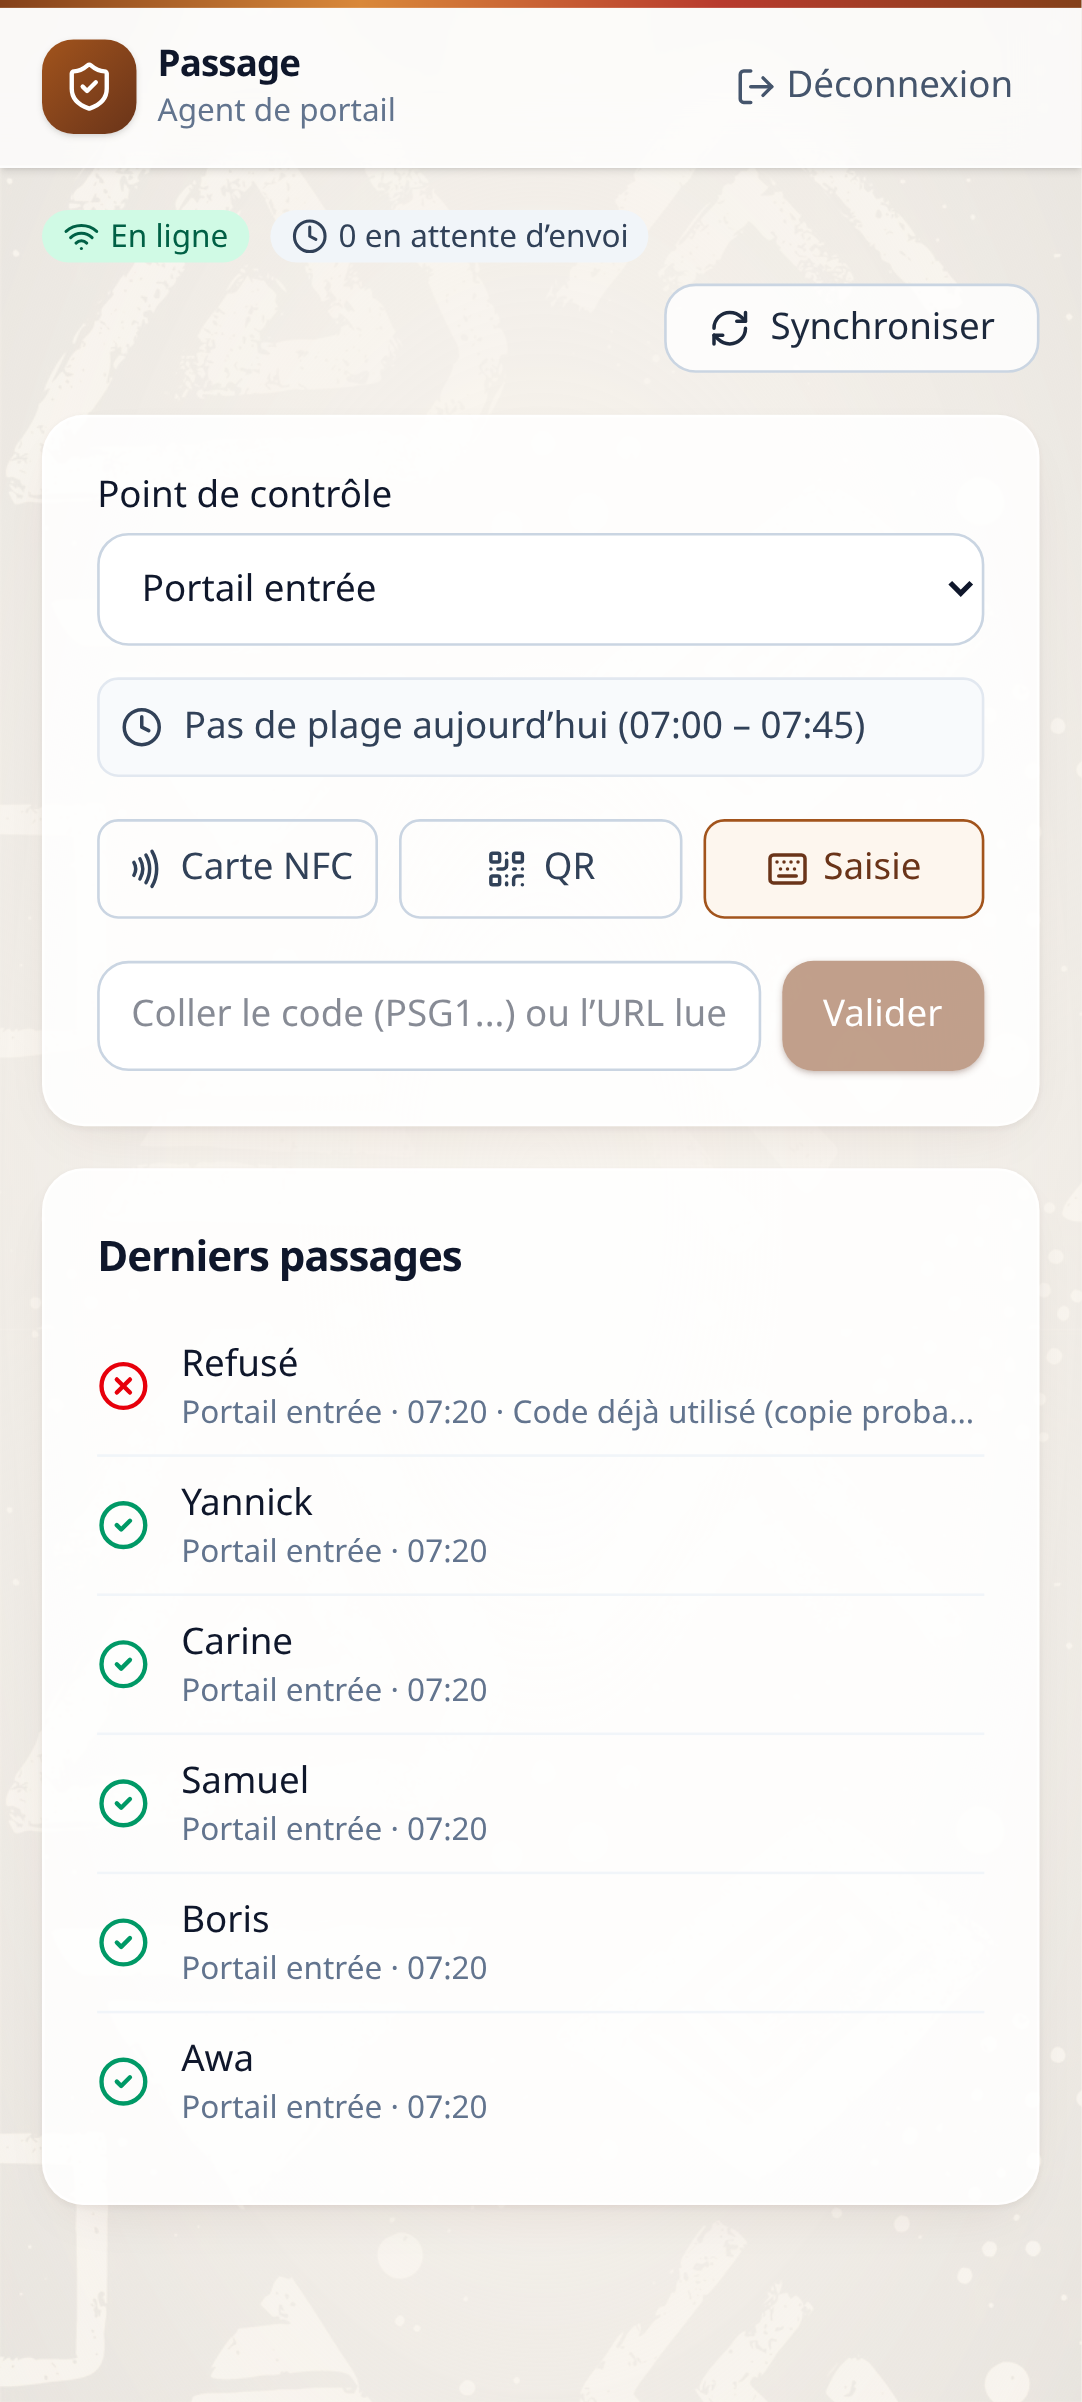 Passage
Agent de portail
Déconnexion
En ligne
0 en attente d’envoi
Synchroniser
Point de contrôle
Portail entrée
Pas de plage aujourd’hui (07:00 – 07:45)
Carte NFC
QR
Saisie
Coller le code (PSG1…) ou l’URL lue
Valider
Derniers passages
Refusé
Portail entrée · 07:20 · Code déjà utilisé (copie proba…
Yannick
Portail entrée · 07:20
Carine
Portail entrée · 07:20
Samuel
Portail entrée · 07:20
Boris
Portail entrée · 07:20
Awa
Portail entrée · 07:20